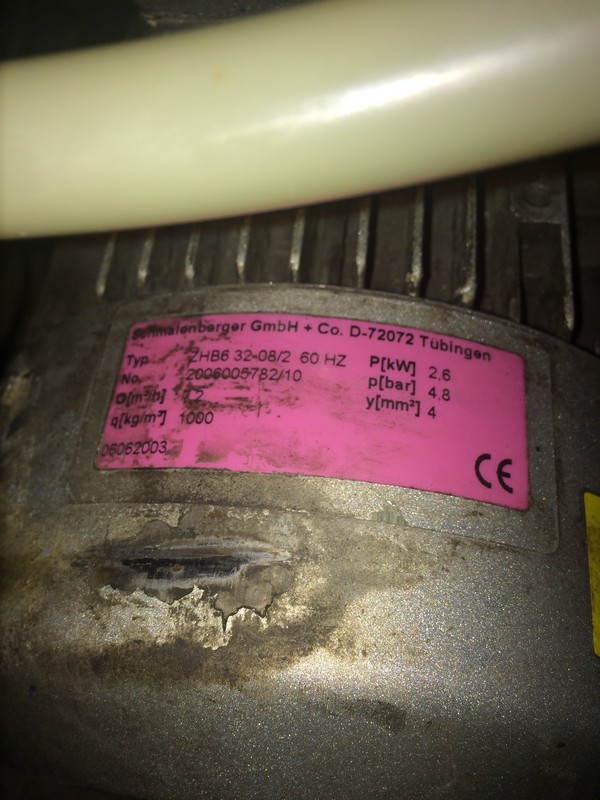 Schmalenberger GmbH + Co. D-72072 Tübingen
Typ ZHB6 32-08/2 60 HZ P[kW] 2,6
No. 2006005782/10 p[bar] 4,8
Q[m³/h] y[mm²] 4
q[kg/m³] 1000
06062003
CE